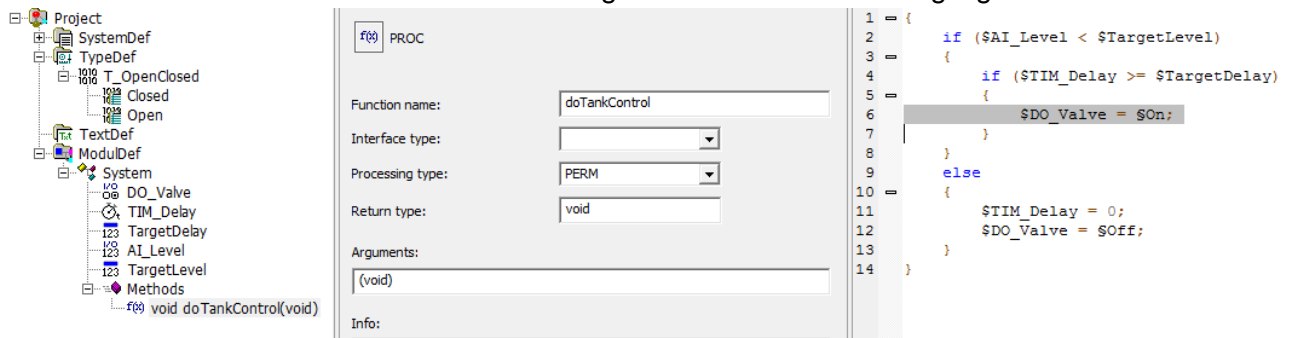 Project
SystemDef
TypeDef
T_OpenClosed
Closed
Open
TextDef
ModulDef
System
DO_Valve
TIM_Delay
TargetDelay
AI_Level
TargetLevel
Methods
f(x) void doTankControl(void)
f(x) PROC
Function name: doTankControl
Interface type:
Processing type: PERM
Return type: void
Arguments:
(void)
Info:
1 {
2 if ($AI_Level < $TargetLevel)
3 {
4 if ($TIM_Delay >= $TargetDelay)
5 {
6 $DO_Valve = §On;
7 }
8 }
9 else
10 {
11 $TIM_Delay = 0;
12 $DO_Valve = §Off;
13 }
14 }